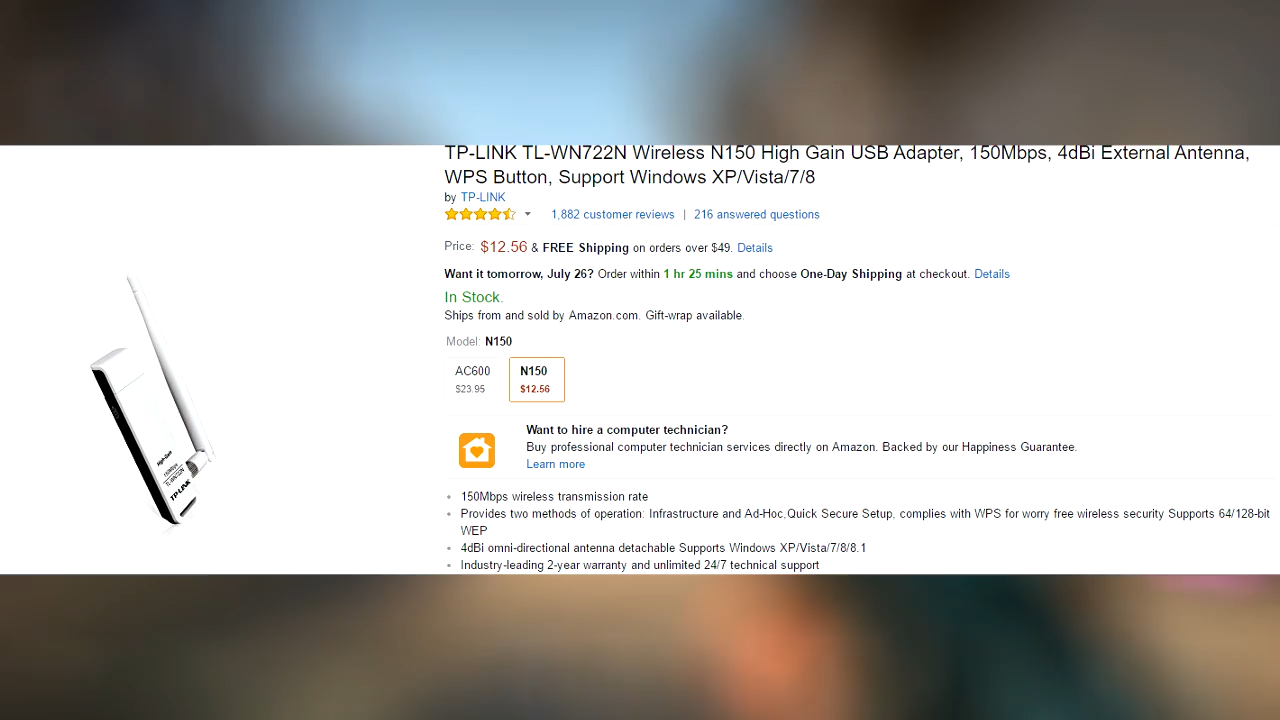 TP-LINK TL-WN722N Wireless N150 High Gain USB Adapter, 150Mbps, 4dBi External Antenna,
WPS Button, Support Windows XP/Vista/7/8
by TP-LINK
1,882 customer reviews | 216 answered questions
Price: $12.56 & FREE Shipping on orders over $49. Details
Want it tomorrow, July 26? Order within 1 hr 25 mins and choose One-Day Shipping at checkout. Details
In Stock.
Ships from and sold by Amazon.com. Gift-wrap available.
Model: N150
AC600 N150
$23.95 $12.56
Want to hire a computer technician?
Buy professional computer technician services directly on Amazon. Backed by our Happiness Guarantee.
Learn more
150Mbps wireless transmission rate
Provides two methods of operation: Infrastructure and Ad-Hoc,Quick Secure Setup, complies with WPS for worry free wireless security Supports 64/128-bit
WEP
4dBi omni-directional antenna detachable Supports Windows XP/Vista/7/8/8.1
Industry-leading 2-year warranty and unlimited 24/7 technical support
High-Gain
150Mbps
TL-WN722N
TP-LINK